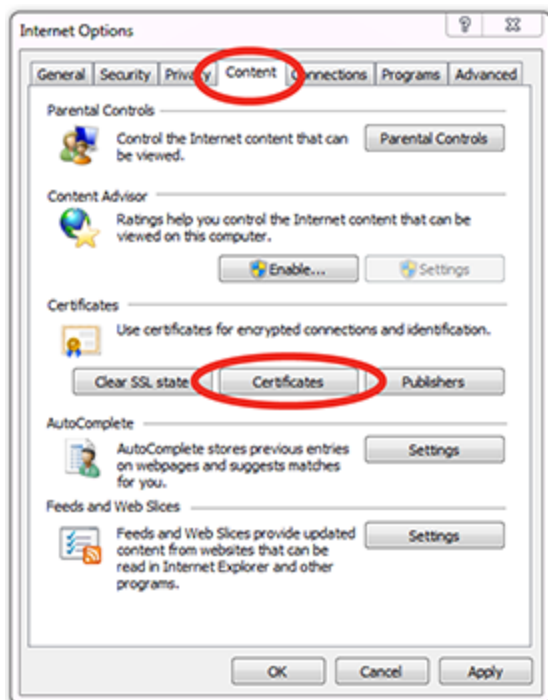 Internet Options
General Security Privacy Content Connections Programs Advanced
Parental Controls
Control the Internet content that can
be viewed.
Parental Controls
Content Advisor
Ratings help you control the Internet content that can be
viewed on this computer.
Enable... Settings
Certificates
Use certificates for encrypted connections and identification.
Clear SSL state Certificates Publishers
AutoComplete
AutoComplete stores previous entries
on webpages and suggests matches
for you.
Settings
Feeds and Web Slices
Feeds and Web Slices provide updated
content from websites that can be
read in Internet Explorer and other
programs.
Settings
OK Cancel Apply